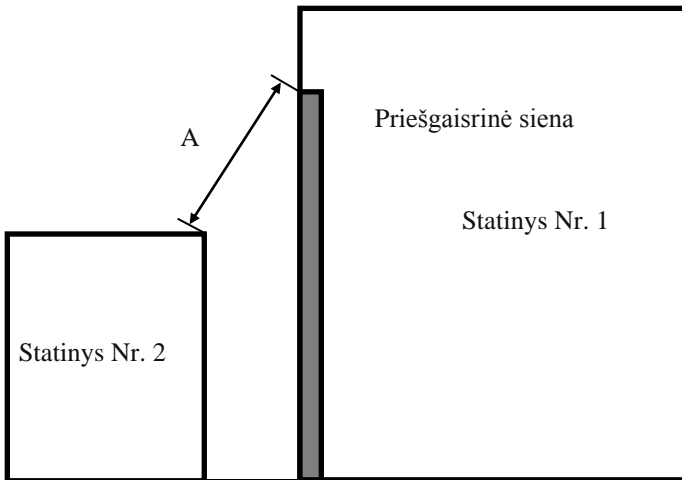 Priešgaisrinė siena
A
Statinys Nr. 1
Statinys Nr. 2